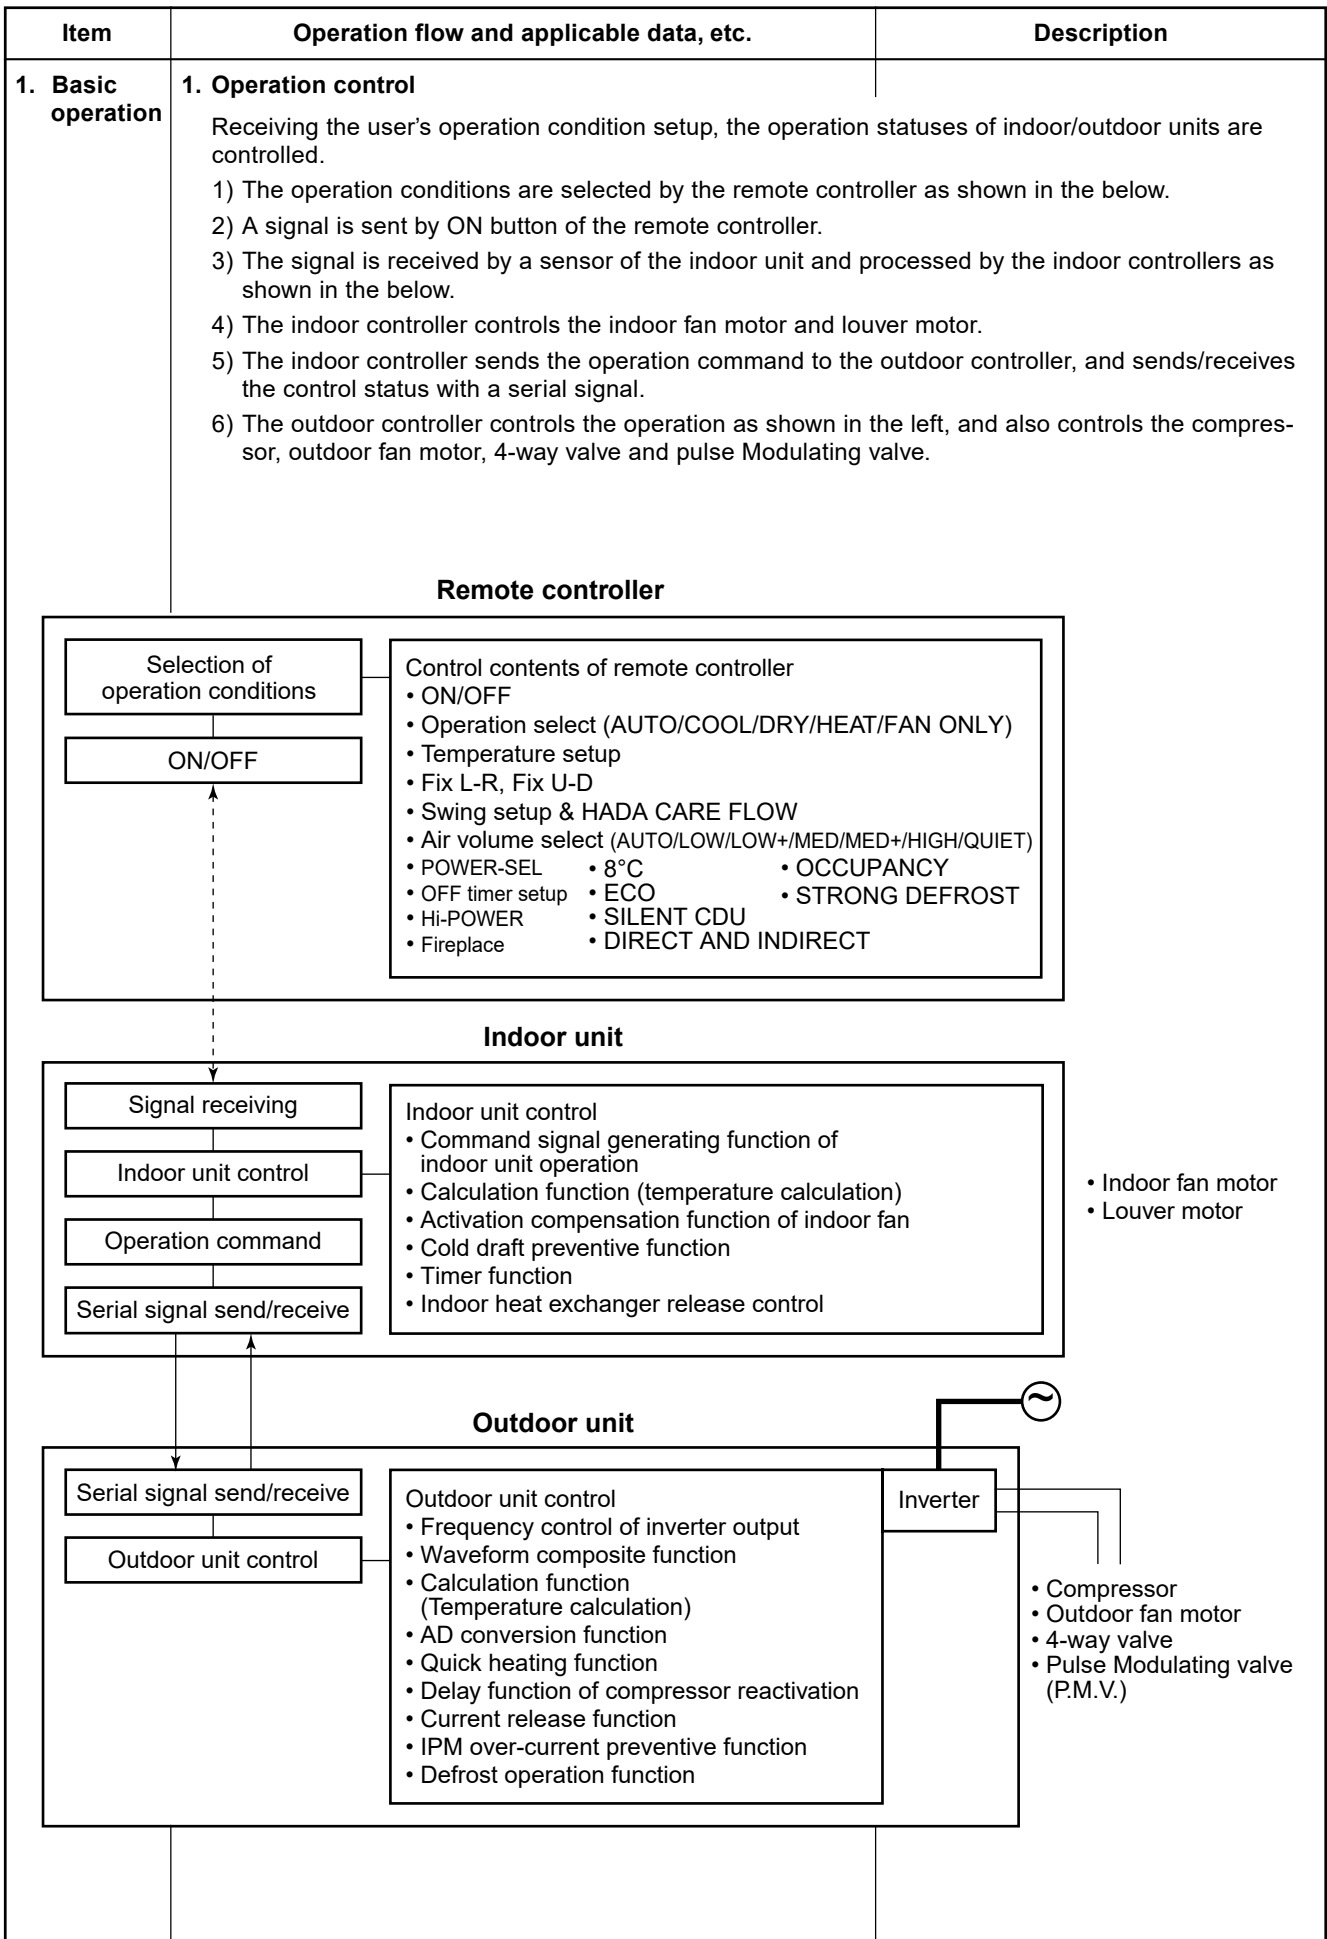 Item
Operation flow and applicable data, etc.
Description
1. Basic
operation
1. Operation control
Receiving the user's operation condition setup, the operation statuses of indoor/outdoor units are
controlled.
1) The operation conditions are selected by the remote controller as shown in the below.
2) A signal is sent by ON button of the remote controller.
3) The signal is received by a sensor of the indoor unit and processed by the indoor controllers as
shown in the below.
4) The indoor controller controls the indoor fan motor and louver motor.
5) The indoor controller sends the operation command to the outdoor controller, and sends/receives
the control status with a serial signal.
6) The outdoor controller controls the operation as shown in the left, and also controls the compres-
sor, outdoor fan motor, 4-way valve and pulse Modulating valve.
Remote controller
Selection of
operation conditions
ON/OFF
Control contents of remote controller
• ON/OFF
• Operation select (AUTO/COOL/DRY/HEAT/FAN ONLY)
• Temperature setup
• Fix L-R, Fix U-D
• Swing setup & HADA CARE FLOW
• Air volume select (AUTO/LOW/LOW+/MED/MED+/HIGH/QUIET)
• POWER-SEL
• OFF timer setup
• Hi-POWER
• Fireplace
• 8°C
• ECO
• SILENT CDU
• DIRECT AND INDIRECT
• OCCUPANCY
• STRONG DEFROST
Indoor unit
Signal receiving
Indoor unit control
Operation command
Serial signal send/receive
Indoor unit control
• Command signal generating function of
indoor unit operation
• Calculation function (temperature calculation)
• Activation compensation function of indoor fan
• Cold draft preventive function
• Timer function
• Indoor heat exchanger release control
• Indoor fan motor
• Louver motor
~
Outdoor unit
Serial signal send/receive
Outdoor unit control
Outdoor unit control
• Frequency control of inverter output
• Waveform composite function
• Calculation function
(Temperature calculation)
• AD conversion function
• Quick heating function
• Delay function of compressor reactivation
• Current release function
• IPM over-current preventive function
• Defrost operation function
Inverter
• Compressor
• Outdoor fan motor
• 4-way valve
• Pulse Modulating valve
(P.M.V.)